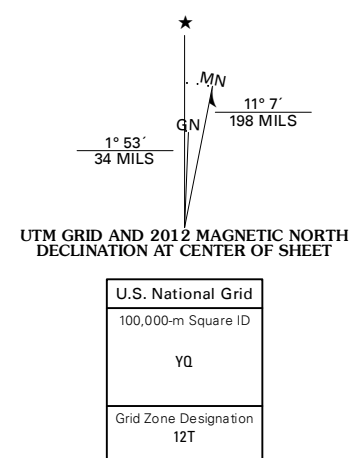 ★
MN
GN
11° 7´
198 MILS
1° 53´
34 MILS
UTM GRID AND 2012 MAGNETIC NORTH
DECLINATION AT CENTER OF SHEET
U.S. National Grid
100,000-m Square ID
YQ
Grid Zone Designation
12T